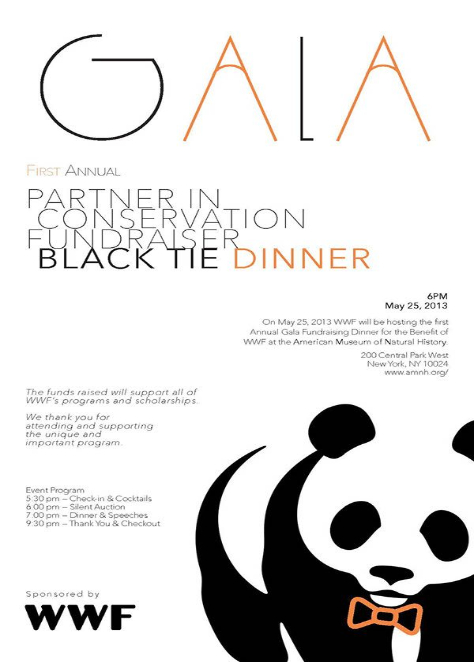 GALA
First Annual
PARTNER IN
CONSERVATION
FUNDRAISER
BLACK TIE DINNER
6PM
May 25, 2013
On May 25, 2013 WWF will be hosting the first
Annual Gala Fundraising Dinner for the Benefit of
WWF at the American Museum of Natural History.
200 Central Park West
New York, NY 10024
www.amnh.org/
The funds raised will support all of
WWF's programs and scholarships.
We thank you for
attending and supporting
the unique and
important program.
Event Program
5:30 pm – Check-in & Cocktails
6:00 pm – Silent Auction
7:00 pm – Dinner & Speeches
9:30 pm – Thank You & Checkout
Sponsored by
WWF